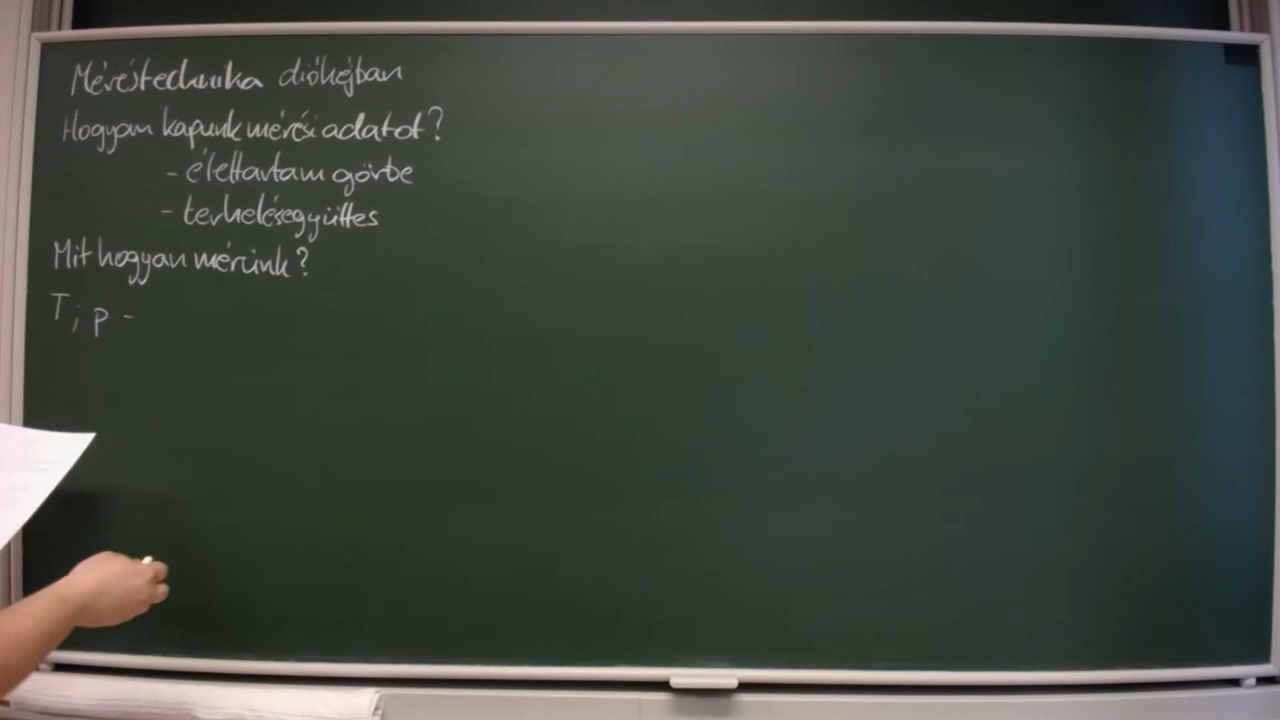 Méréstechnika dióhéjban
Hogyan kapunk mérési adatot?
- élettartam görbe
- terhelésegyüttes
Mit hogyan mérünk?
T; p -